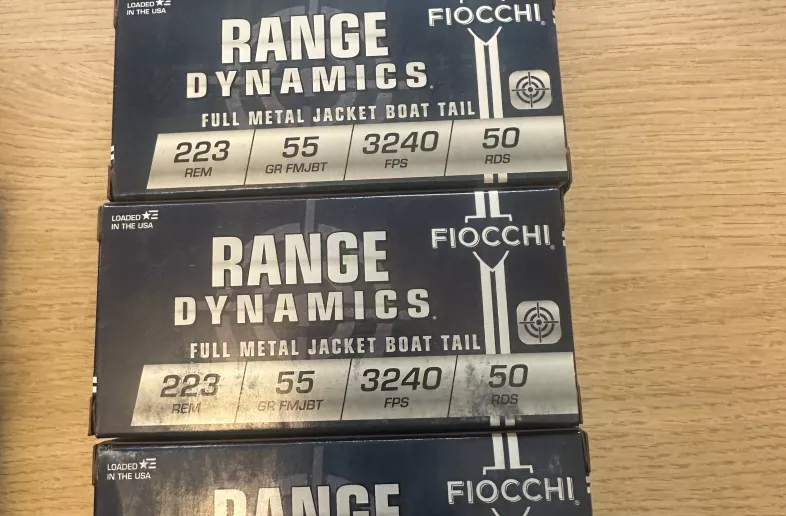 LOADED
IN THE USA
FIOCCHI
RANGE
DYNAMICS
FULL METAL JACKET BOAT TAIL
223 55 3240 50
REM GR FMJBT FPS RDS
LOADED
IN THE USA
FIOCCHI
RANGE
DYNAMICS
FULL METAL JACKET BOAT TAIL
223 55 3240 50
REM GR FMJBT FPS RDS
LOADED
IN THE USA
FIOCCHI
RANGE